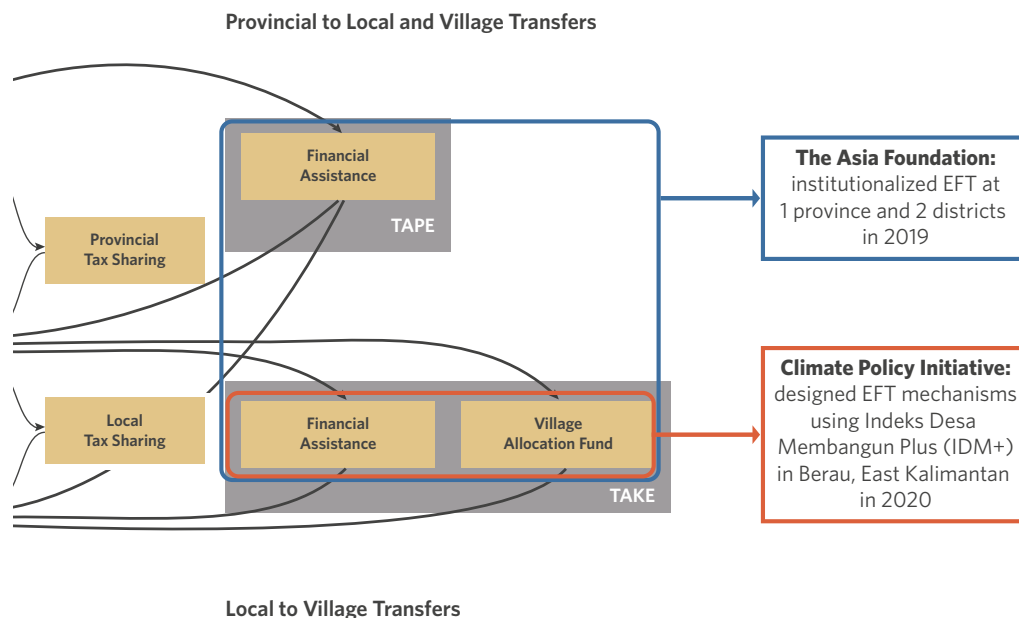 Provincial to Local and Village Transfers
Financial
Assistance
TAPE
Provincial
Tax Sharing
The Asia Foundation:
institutionalized EFT at
1 province and 2 districts
in 2019
Local
Tax Sharing
Financial
Assistance
Village
Allocation Fund
TAKE
Climate Policy Initiative:
designed EFT mechanisms
using Indeks Desa
Membangun Plus (IDM+)
in Berau, East Kalimantan
in 2020
Local to Village Transfers